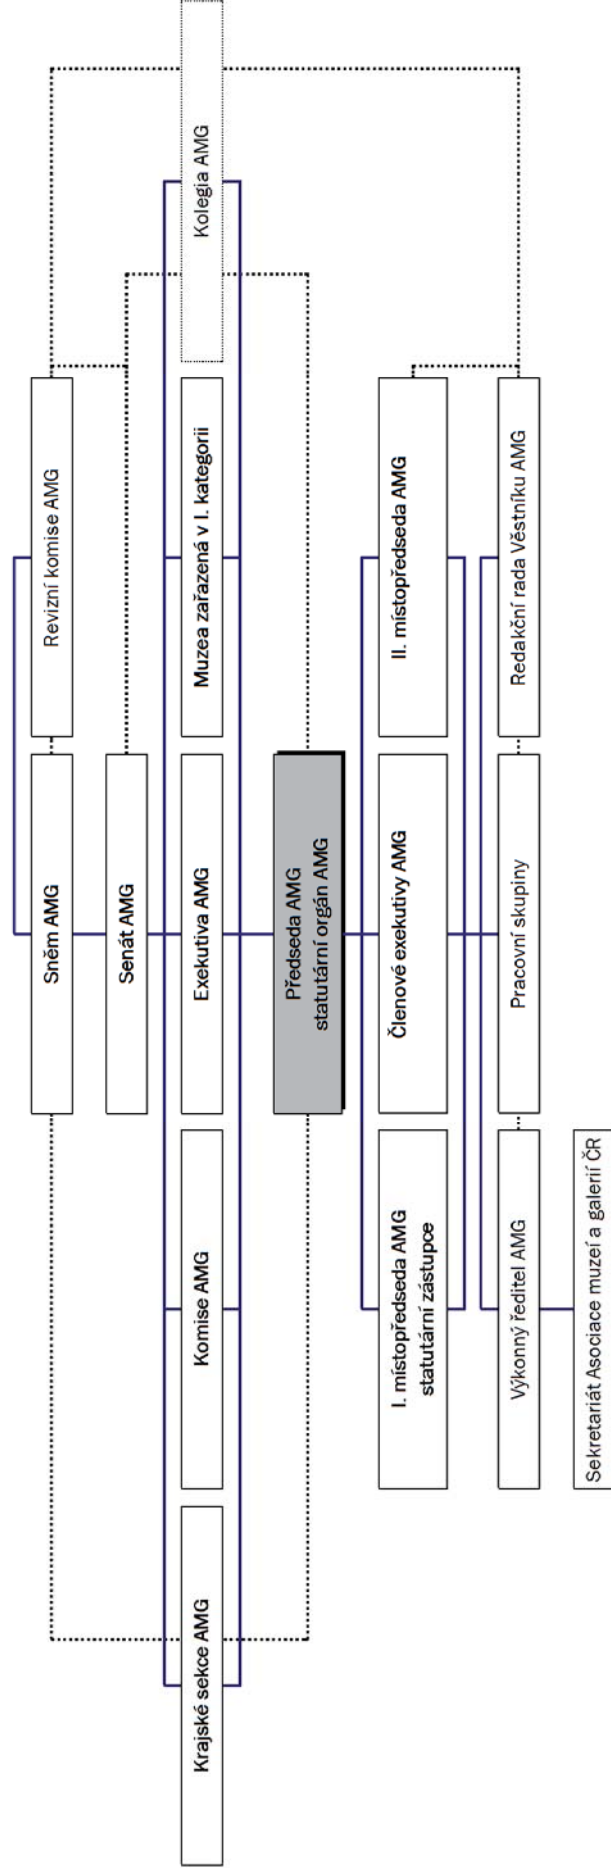 Sněm AMG
Revizní komise AMG
Senát AMG
Krajské sekce AMG
Komise AMG
Exekutiva AMG
Muzea zařazená v I. kategorii
Kolegia AMG
Předseda AMG
statutární orgán AMG
I. místopředseda AMG
statutární zástupce
Členové exekutivy AMG
II. místopředseda AMG
Výkonný ředitel AMG
Pracovní skupiny
Redakční rada Věstníku AMG
Sekretariát Asociace muzeí a galerií ČR